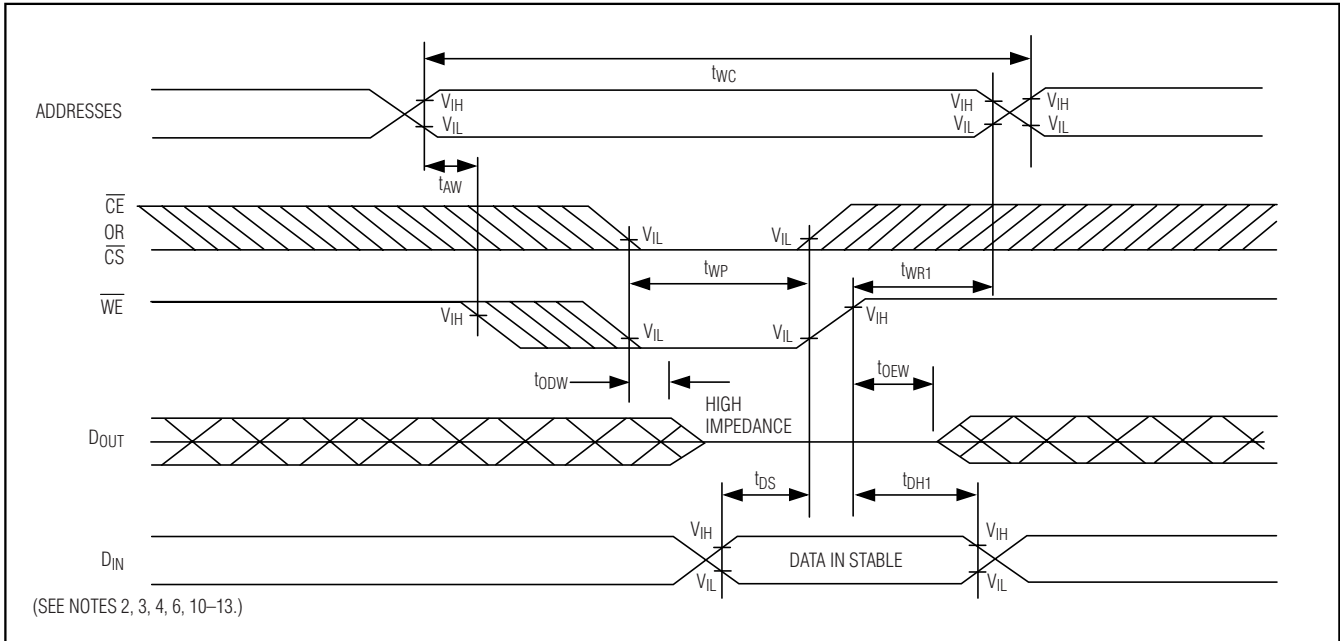 tWC
ADDRESSES
VIH
VIL
VIH
VIL
tAW
CE
OR
CS
VIL
VIL
tWP
tWR1
WE
VIH
VIL
VIL
VIH
tODW
tOEW
HIGH
IMPEDANCE
DOUT
tDS
tDH1
VIH
VIH
DIN
DATA IN STABLE
VIL
VIL
(SEE NOTES 2, 3, 4, 6, 10–13.)